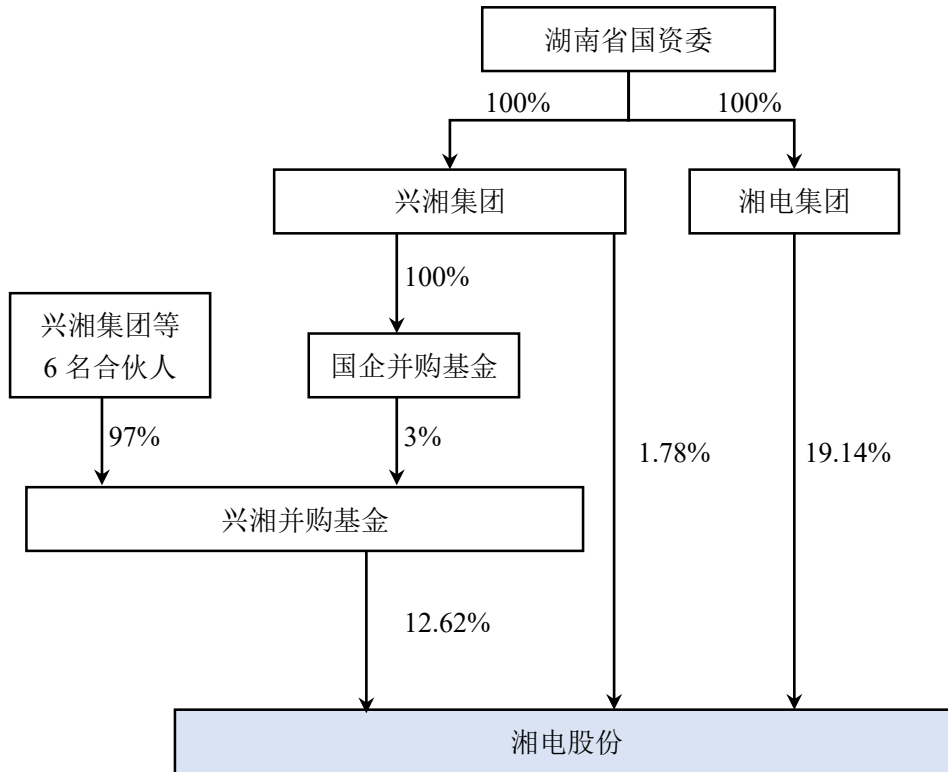 湖南省国资委
100%
100%
兴湘集团
湘电集团
100%
兴湘集团等
6 名合伙人
国企并购基金
97%
3%
1.78%
19.14%
兴湘并购基金
12.62%
湘电股份